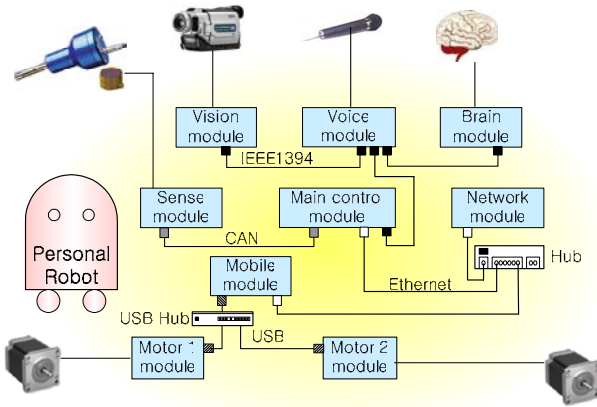 Vision
module
Voice
module
Brain
module
IEEE1394
Sense
module
Main contro
module
Network
module
CAN
Personal
Robot
Mobile
module
Ethernet
Hub
USB Hub
USB
Motor 1
module
Motor 2
module